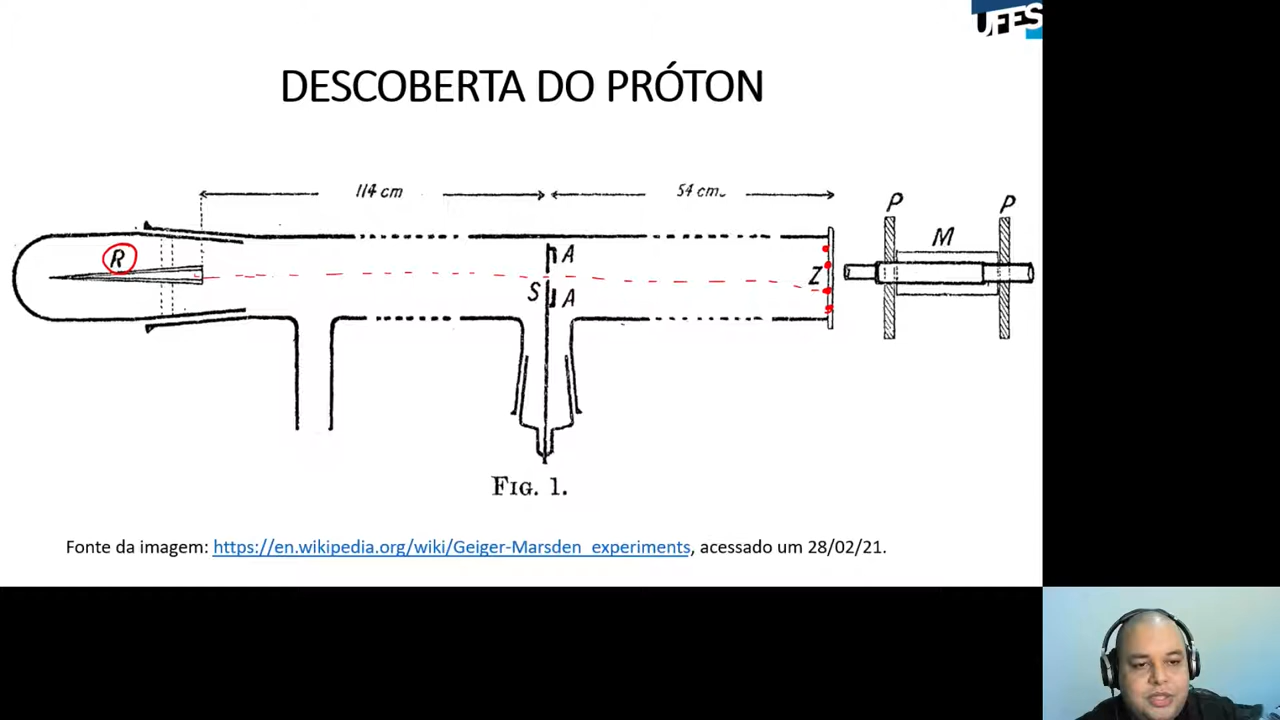 UFES
DESCOBERTA DO PRÓTON
114 cm
54 cm
P
P
M
R
A
Z
S
A
FIG. 1.
Fonte da imagem: https://en.wikipedia.org/wiki/Geiger-Marsden_experiments, acessado um 28/02/21.